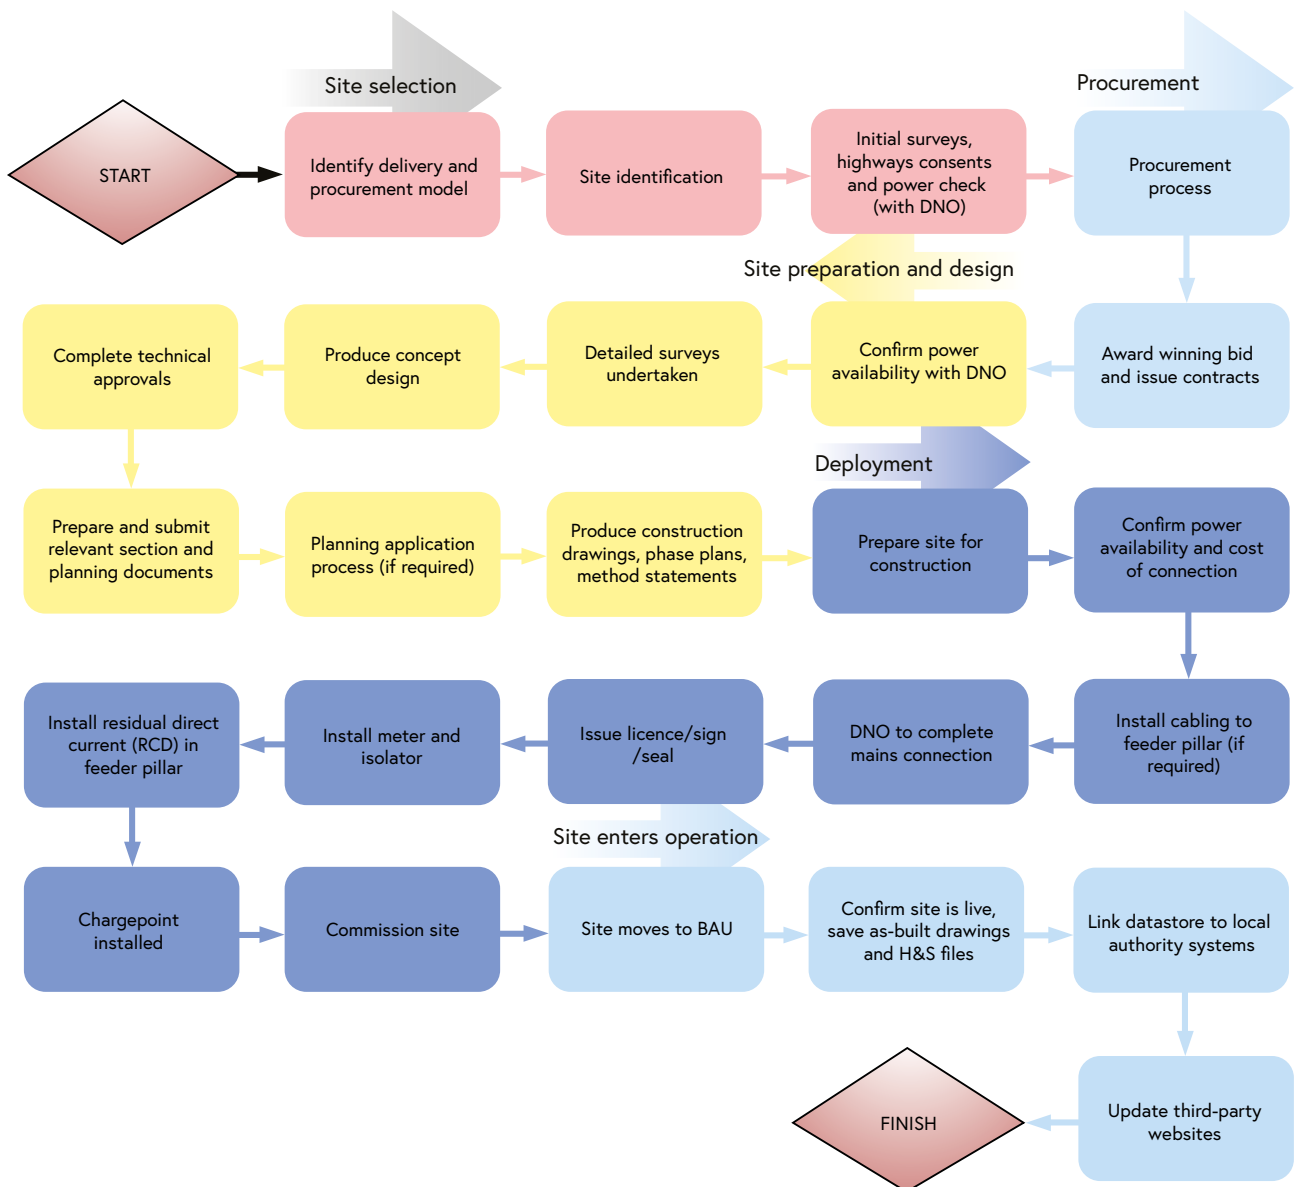 Site selection
Procurement
START
Identify delivery and
procurement model
Site identification
Initial surveys,
highways consents
and power check
(with DNO)
Procurement
process
Site preparation and design
Complete technical
approvals
Produce concept
design
Detailed surveys
undertaken
Confirm power
availability with DNO
Award winning bid
and issue contracts
Deployment
Prepare and submit
relevant section and
planning documents
Planning application
process (if required)
Produce construction
drawings, phase plans,
method statements
Prepare site for
construction
Confirm power
availability and cost
of connection
Install residual direct
current (RCD) in
feeder pillar
Install meter and
isolator
Issue licence/sign
/seal
DNO to complete
mains connection
Install cabling to
feeder pillar (if
required)
Site enters operation
Chargepoint
installed
Commission site
Site moves to BAU
Confirm site is live,
save as-built drawings
and H&S files
Link datastore to local
authority systems
FINISH
Update third-party
websites